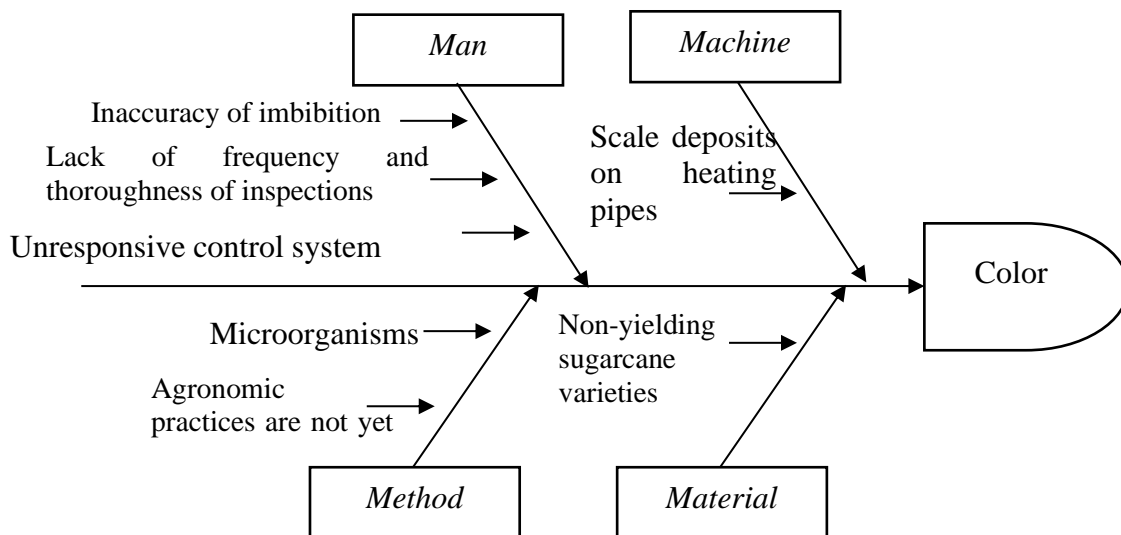 Man
Machine
Inaccuracy of imbibition
Lack of frequency and
thoroughness of inspections
Unresponsive control system
Scale deposits
on heating
pipes
Color
Microorganisms
Agronomic
practices are not yet
Non-yielding
sugarcane
varieties
Method
Material